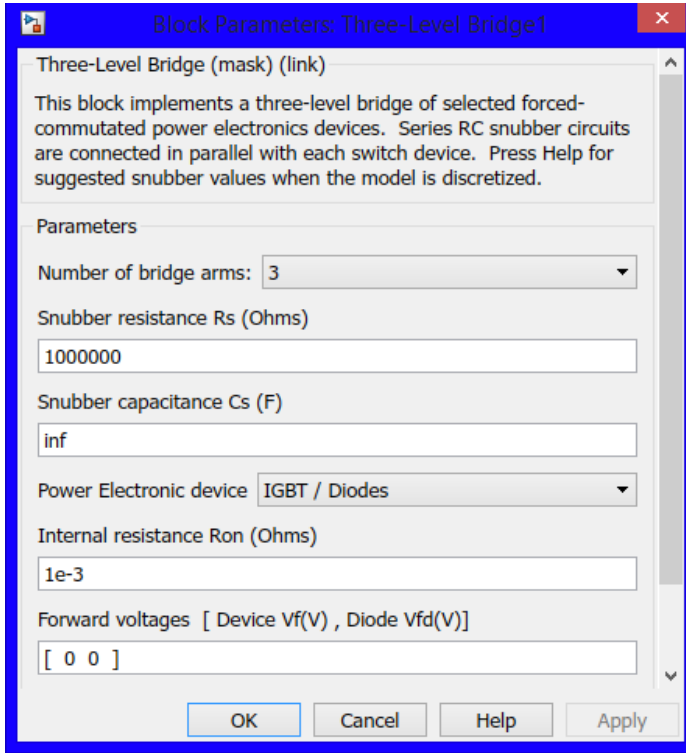 Block Parameters: Three-Level Bridge1
Three-Level Bridge (mask) (link)
This block implements a three-level bridge of selected forced-
commutated power electronics devices.  Series RC snubber circuits
are connected in parallel with each switch device.  Press Help for
suggested snubber values when the model is discretized.
Parameters
Number of bridge arms: 3
Snubber resistance Rs (Ohms)
1000000
Snubber capacitance Cs (F)
inf
Power Electronic device IGBT / Diodes
Internal resistance Ron (Ohms)
1e-3
Forward voltages  [ Device Vf(V) , Diode Vfd(V)]
[ 0 0 ]
OK Cancel Help Apply